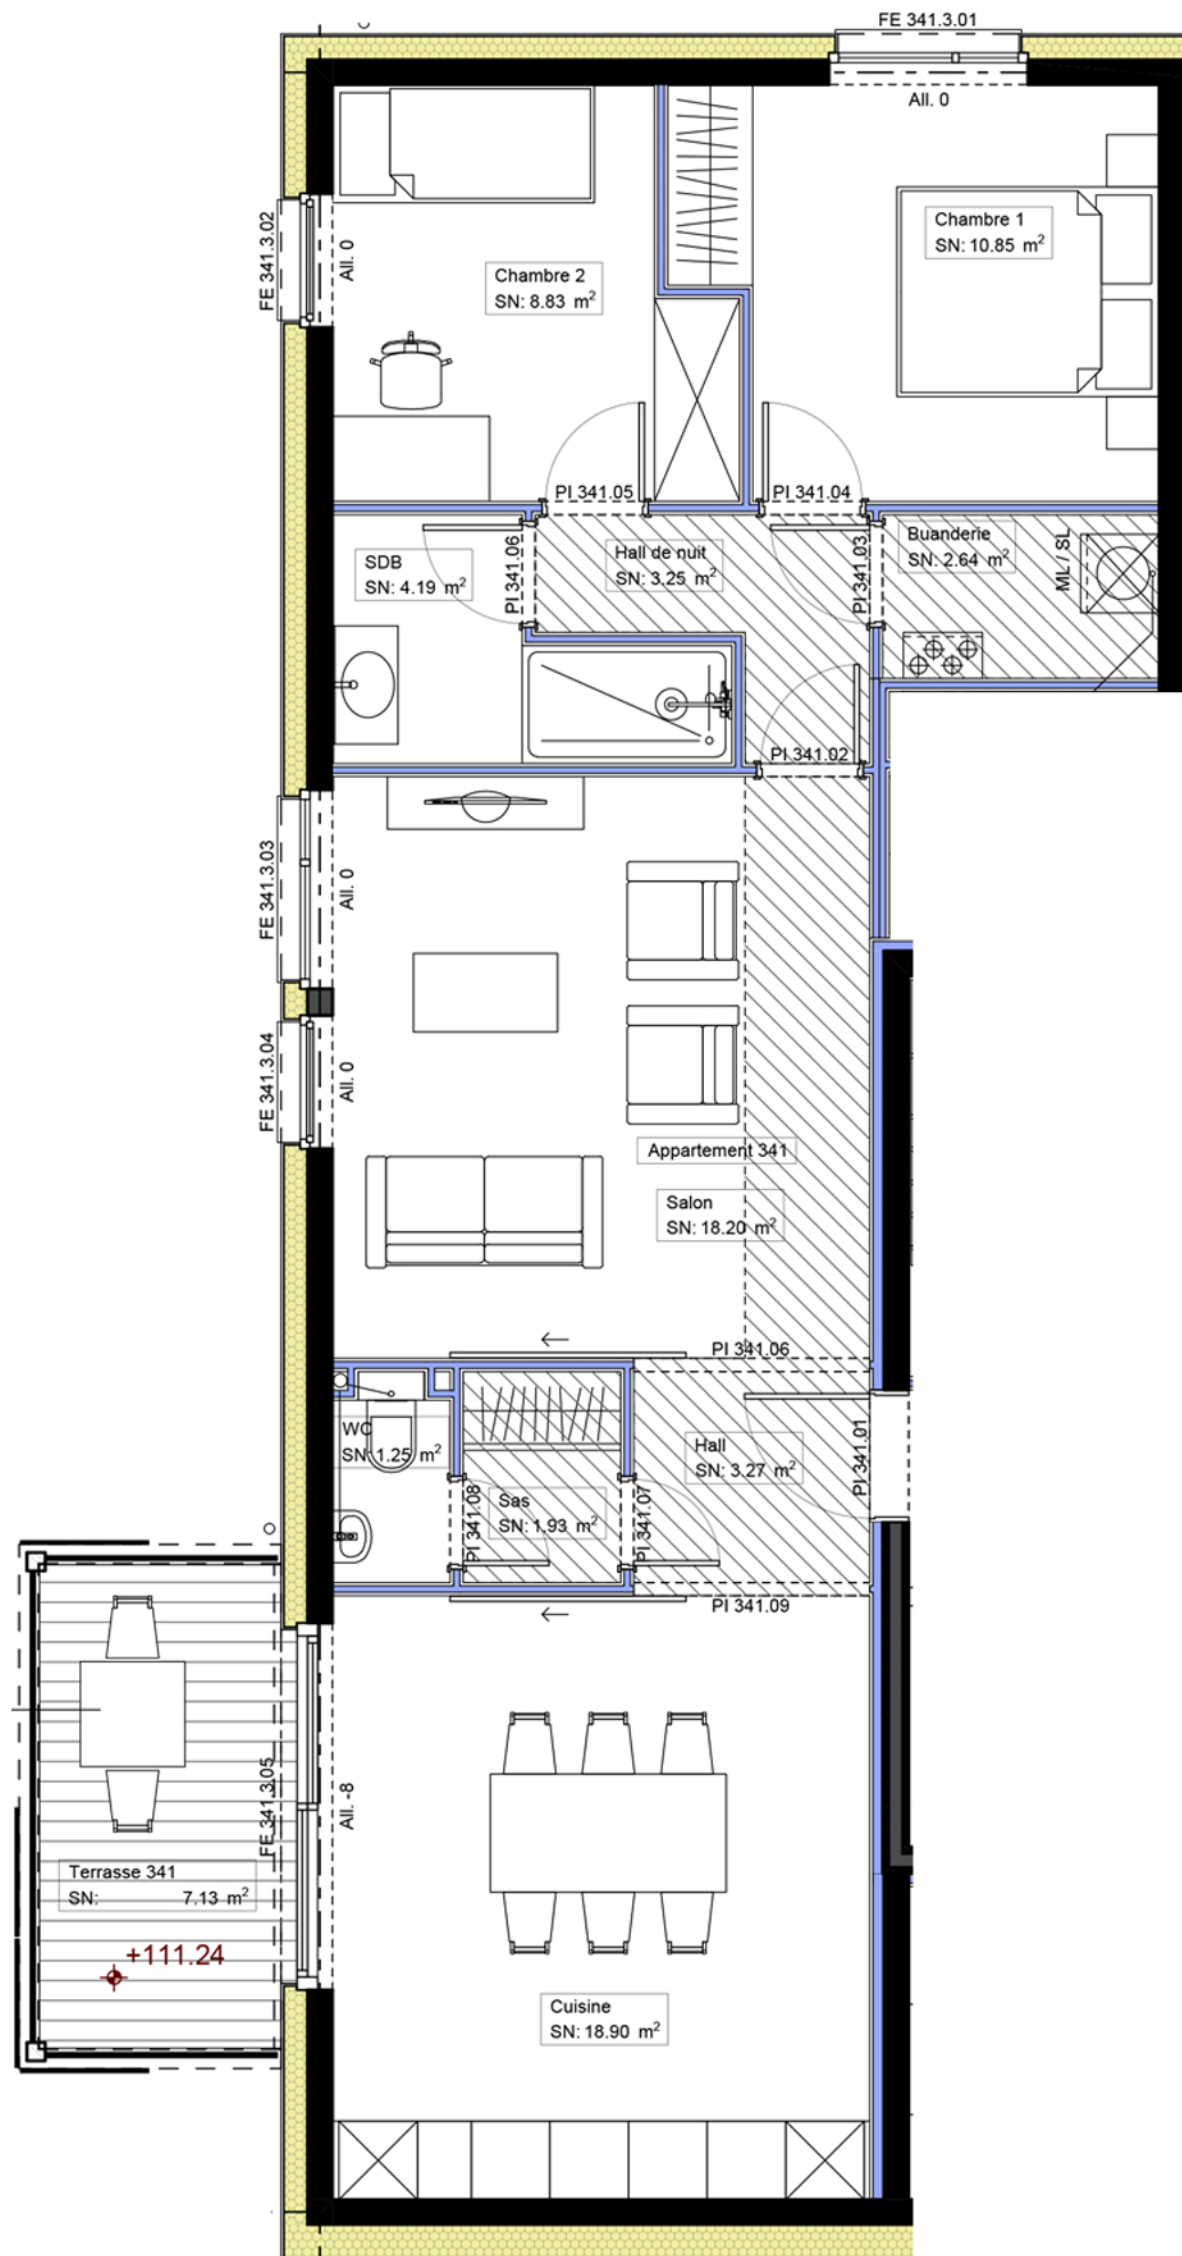 FE 341.3.01
All. 0
Chambre 1
SN: 10.85 m²
FE 341.3.02
All. 0
Chambre 2
SN: 8.83 m²
PI 341.05
PI 341.04
SDB
SN: 4.19 m²
PI 341.06
Hall de nuit
SN: 3.25 m²
PI 341.03
Buanderie
SN: 2.64 m²
ML / SL
PI 341.02
FE 341.3.03
All. 0
FE 341.3.04
All. 0
Appartement 341
Salon
SN: 18.20 m²
PI 341.06
WC
SN: 1.25 m²
PI 341.08
Sas
SN: 1.93 m²
PI 341.07
Hall
SN: 3.27 m²
PI 341.01
PI 341.09
FE 341.3.05
All. -8
Terrasse 341
SN: 7.13 m²
+111.24
Cuisine
SN: 18.90 m²